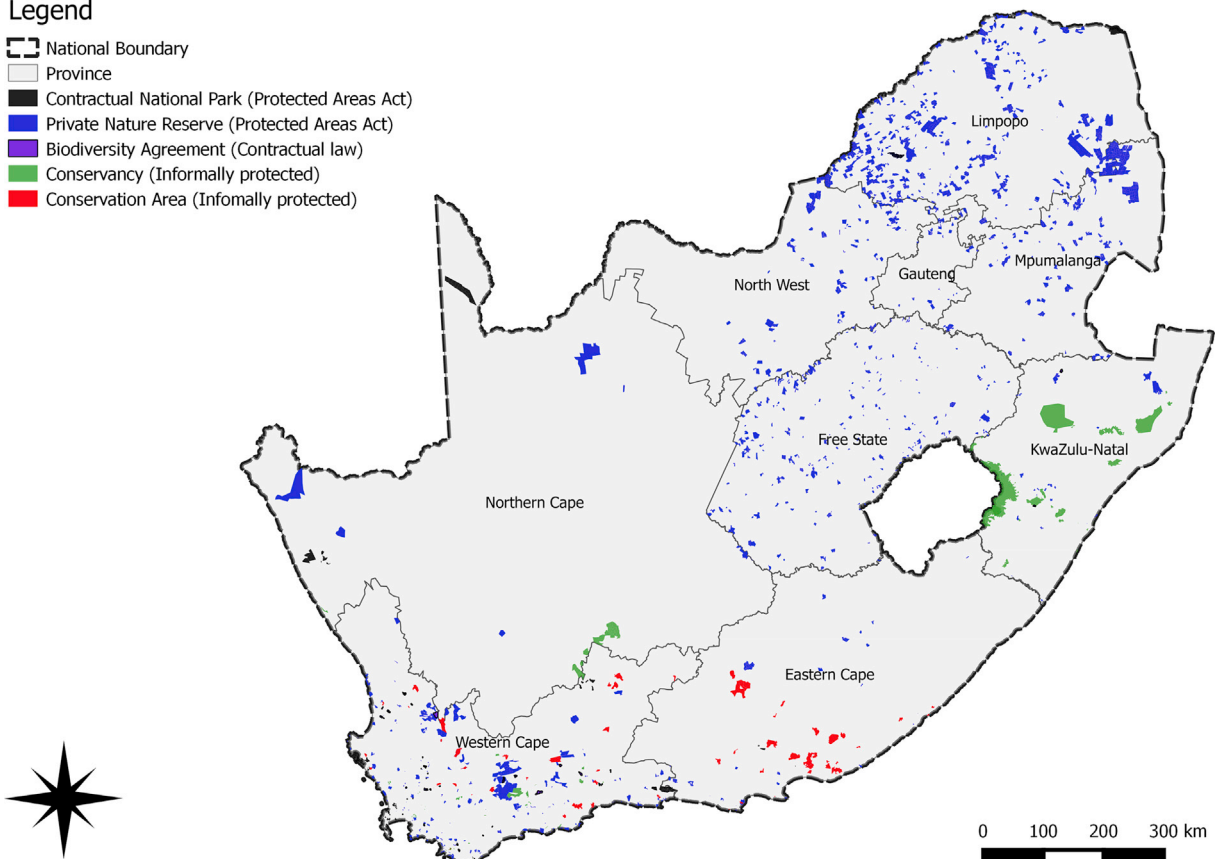 Legend
National Boundary
Province
Contractual National Park (Protected Areas Act)
Private Nature Reserve (Protected Areas Act)
Biodiversity Agreement (Contractual law)
Conservancy (Informally protected)
Conservation Area (Infomally protected)
Limpopo
Mpumalanga
Gauteng
North West
Free State
KwaZulu-Natal
Northern Cape
Eastern Cape
Western Cape
0 100 200 300 km